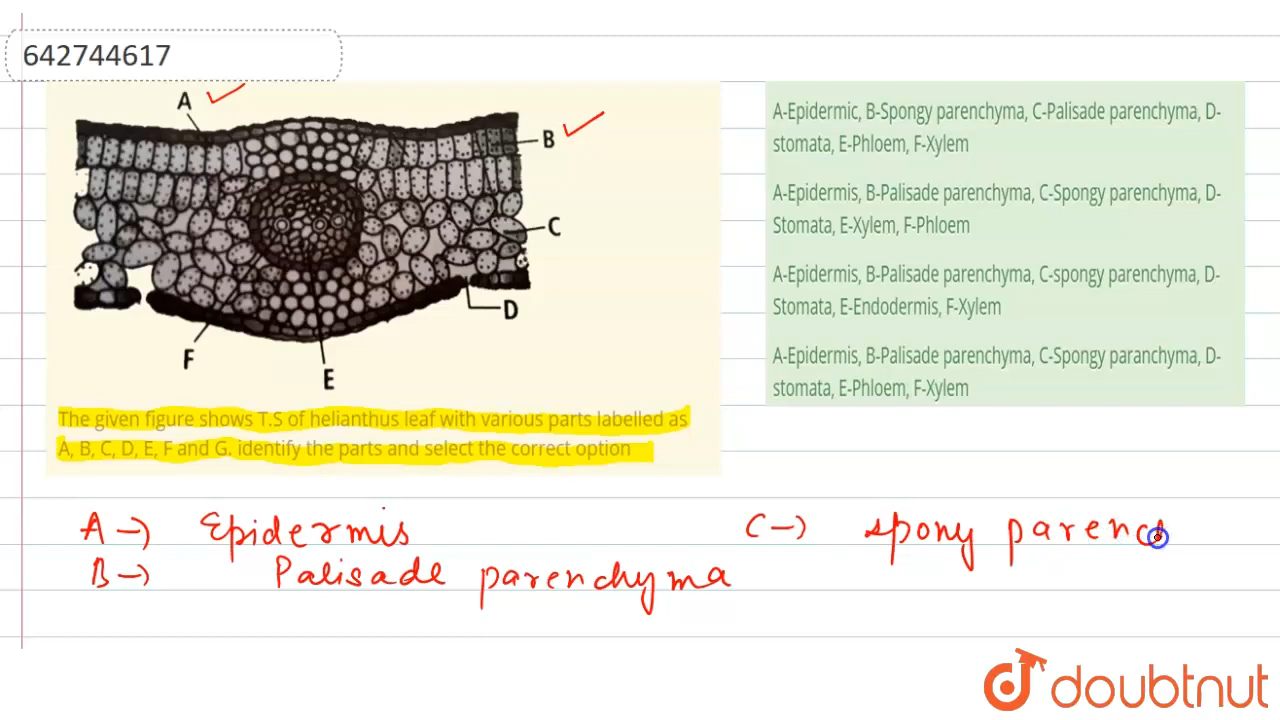 642744617
A
B
C
D
F
E
The given figure shows T.S of helianthus leaf with various parts labelled as
A, B, C, D, E, F and G. identify the parts and select the correct option
A-Epidermic, B-Spongy parenchyma, C-Palisade parenchyma, D-
stomata, E-Phloem, F-Xylem
A-Epidermis, B-Palisade parenchyma, C-Spongy parenchyma, D-
Stomata, E-Xylem, F-Phloem
A-Epidermis, B-Palisade parenchyma, C-spongy parenchyma, D-
Stomata, E-Endodermis, F-Xylem
A-Epidermis, B-Palisade parenchyma, C-Spongy paranchyma, D-
stomata, E-Phloem, F-Xylem
A → Epidermis
B → Palisade parenchyma
C → spony parenc
doubtnut